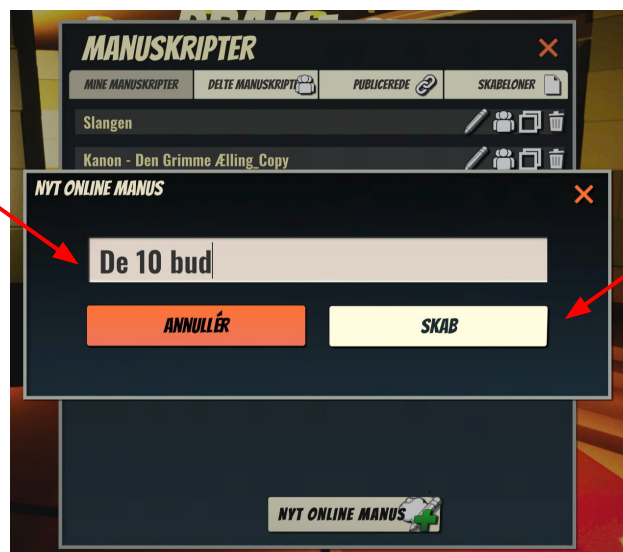 MANUSKRIPTER
MINE MANUSKRIPTER DELTE MANUSKRIPT PUBLICEREDE SKABELONER
Slangen
Kanon - Den Grimme Ælling_Copy
NYT ONLINE MANUS
De 10 bud
ANNULLÉR SKAB
NYT ONLINE MANUS